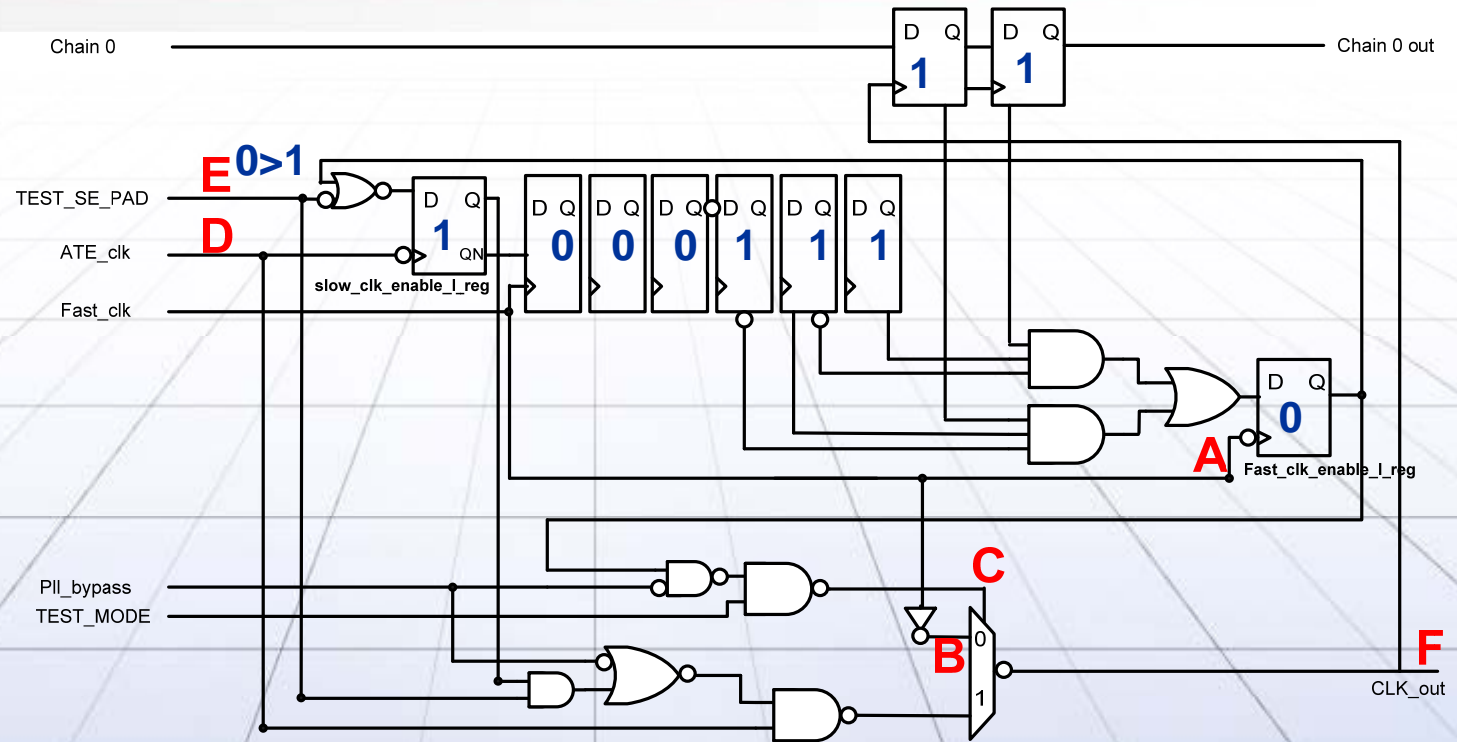 D Q D Q
Chain 0
Chain 0 out
1 1
E 0>1
TEST_SE_PAD
D Q
D Q D Q D Q D Q D Q D Q
D
1
0 0 0 1 1 1
ATE_clk
QN
slow_clk_enable_l_reg
Fast_clk
D Q
0
A
Fast_clk_enable_l_reg
C
Pll_bypass
TEST_MODE
0
B
F
CLK_out
1